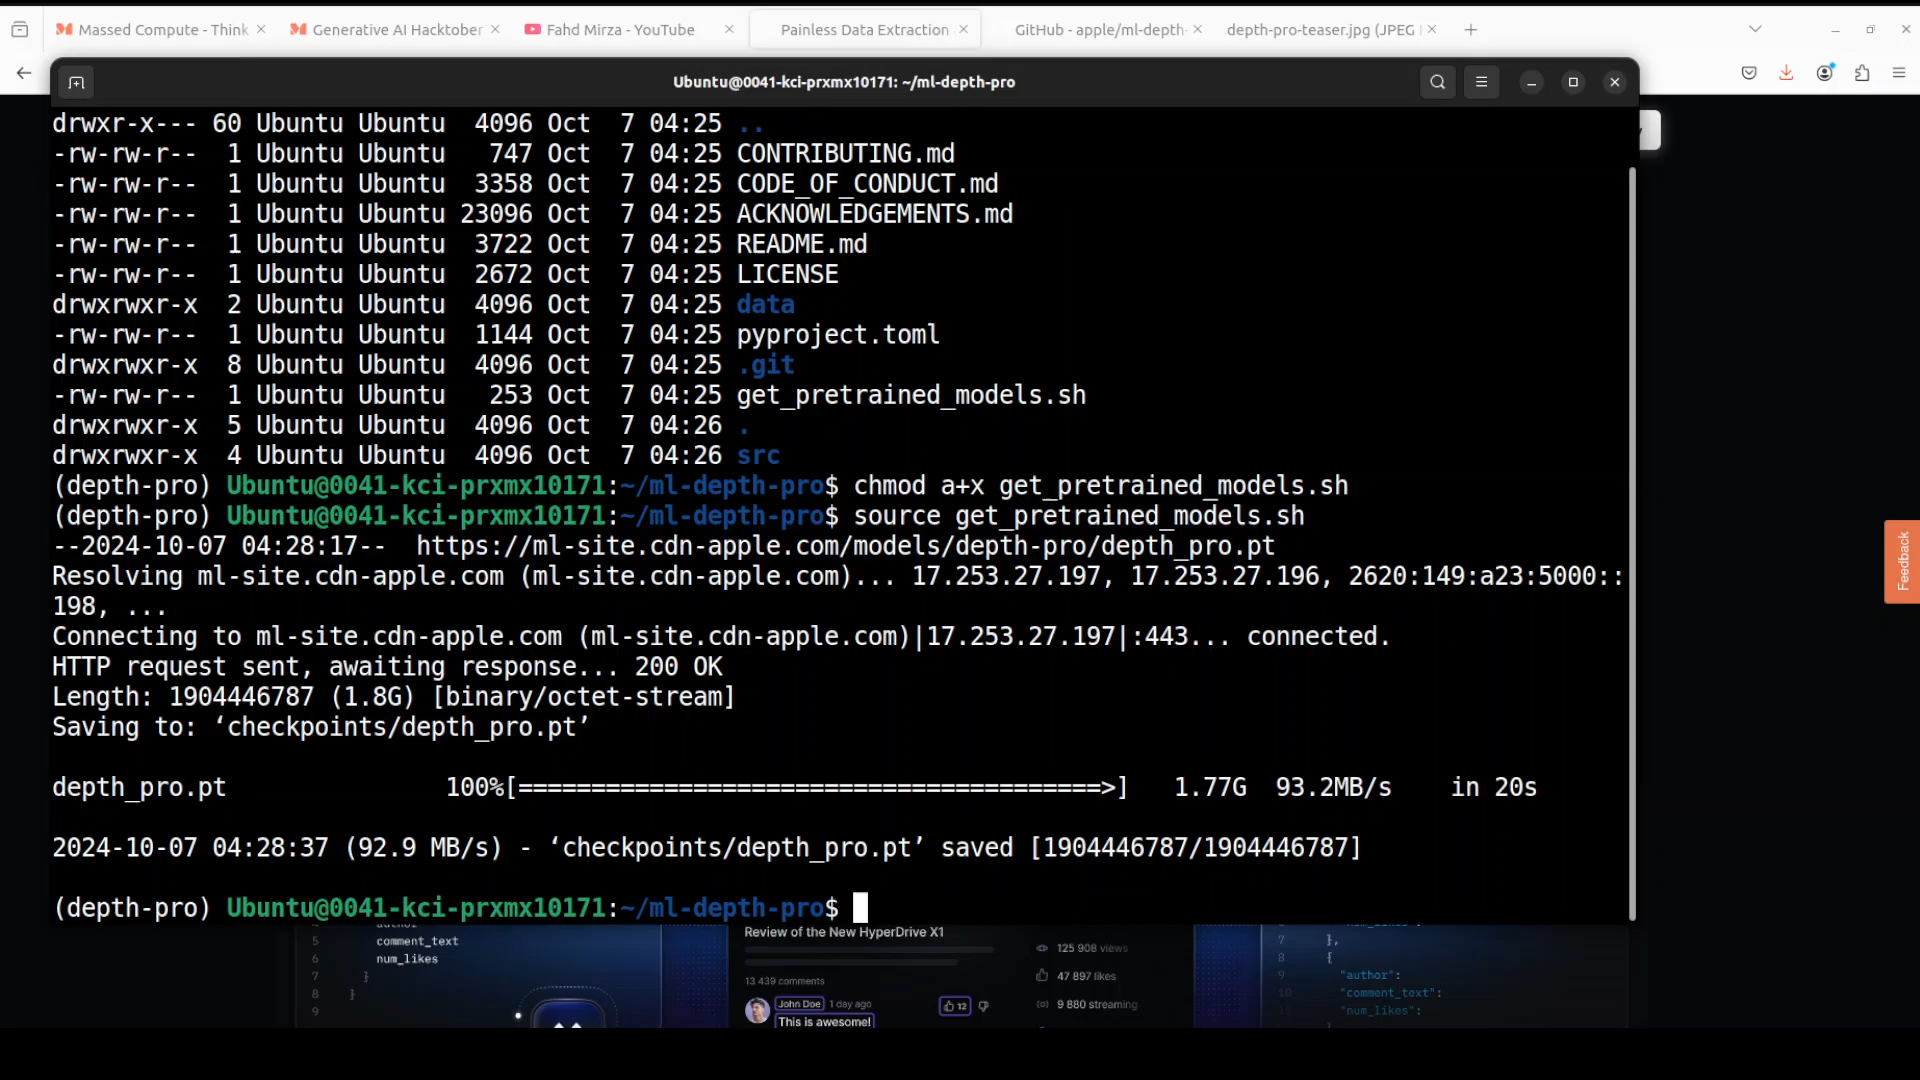 Massed Compute - Think
Generative AI Hacktober
Fahd Mirza - YouTube
Painless Data Extraction
GitHub - apple/ml-depth-
depth-pro-teaser.jpg (JPEG
Ubuntu@0041-kci-prxmx10171: ~/ml-depth-pro
drwxr-x--- 60 Ubuntu Ubuntu  4096 Oct  7 04:25 ..
-rw-rw-r--  1 Ubuntu Ubuntu   747 Oct  7 04:25 CONTRIBUTING.md
-rw-rw-r--  1 Ubuntu Ubuntu  3358 Oct  7 04:25 CODE_OF_CONDUCT.md
-rw-rw-r--  1 Ubuntu Ubuntu 23096 Oct  7 04:25 ACKNOWLEDGEMENTS.md
-rw-rw-r--  1 Ubuntu Ubuntu  3722 Oct  7 04:25 README.md
-rw-rw-r--  1 Ubuntu Ubuntu  2672 Oct  7 04:25 LICENSE
drwxrwxr-x  2 Ubuntu Ubuntu  4096 Oct  7 04:25 data
-rw-rw-r--  1 Ubuntu Ubuntu  1144 Oct  7 04:25 pyproject.toml
drwxrwxr-x  8 Ubuntu Ubuntu  4096 Oct  7 04:25 .git
-rw-rw-r--  1 Ubuntu Ubuntu   253 Oct  7 04:25 get_pretrained_models.sh
drwxrwxr-x  5 Ubuntu Ubuntu  4096 Oct  7 04:26 .
drwxrwxr-x  4 Ubuntu Ubuntu  4096 Oct  7 04:26 src
(depth-pro) Ubuntu@0041-kci-prxmx10171:~/ml-depth-pro$ chmod a+x get_pretrained_models.sh
(depth-pro) Ubuntu@0041-kci-prxmx10171:~/ml-depth-pro$ source get_pretrained_models.sh
--2024-10-07 04:28:17--  https://ml-site.cdn-apple.com/models/depth-pro/depth_pro.pt
Resolving ml-site.cdn-apple.com (ml-site.cdn-apple.com)... 17.253.27.197, 17.253.27.196, 2620:149:a23:5000::
198, ...
Connecting to ml-site.cdn-apple.com (ml-site.cdn-apple.com)|17.253.27.197|:443... connected.
HTTP request sent, awaiting response... 200 OK
Length: 1904446787 (1.8G) [binary/octet-stream]
Saving to: ‘checkpoints/depth_pro.pt’
depth_pro.pt 100%[========================================>] 1.77G 93.2MB/s in 20s
2024-10-07 04:28:37 (92.9 MB/s) - ‘checkpoints/depth_pro.pt’ saved [1904446787/1904446787]
(depth-pro) Ubuntu@0041-kci-prxmx10171:~/ml-depth-pro$
Feedback
5 comment_text
6 num_likes
7 }
8 }
9
Review of the New HyperDrive X1
13 439 comments
John Doe 1 day ago
12
This is awesome!
125 908 views
47 897 likes
9 880 streaming
7 },
8 {
9 "author":
10 "comment_text":
11 "num_likes":